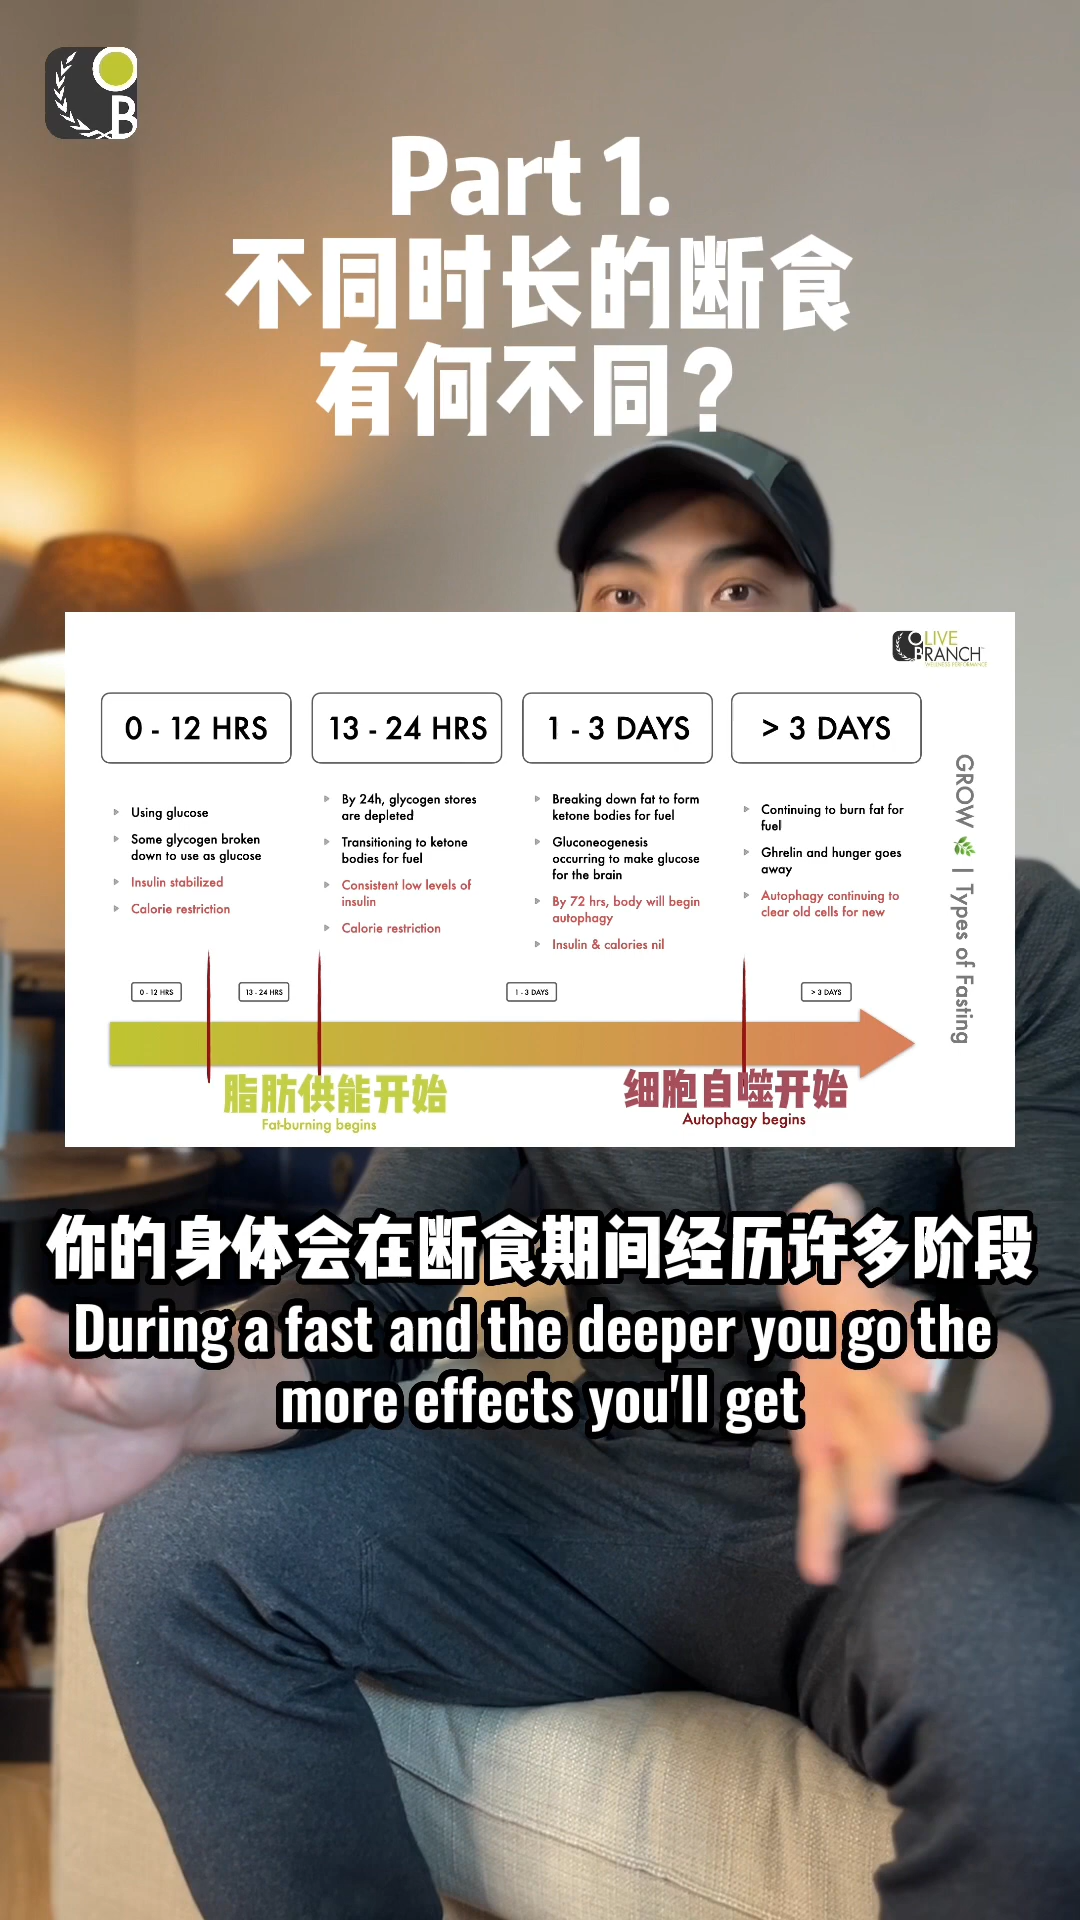 B
Part 1.
不同时长的断食
有何不同？
OLIVE
BRANCH
WELLNESS PERFORMANCE
0 - 12 HRS
Using glucose
Some glycogen broken
down to use as glucose
Insulin stabilized
Calorie restriction
13 - 24 HRS
By 24h, glycogen stores
are depleted
Transitioning to ketone
bodies for fuel
Consistent low levels of
insulin
Calorie restriction
1 - 3 DAYS
Breaking down fat to form
ketone bodies for fuel
Gluconeogenesis
occurring to make glucose
for the brain
By 72 hrs, body will begin
autophagy
Insulin & calories nil
> 3 DAYS
Continuing to burn fat for
fuel
Ghrelin and hunger goes
away
Autophagy continuing to
clear old cells for new
GROW | Types of Fasting
0 - 12 HRS
13 - 24 HRS
1 - 3 DAYS
> 3 DAYS
脂肪供能开始
Fat-burning begins
细胞自噬开始
Autophagy begins
你的身体会在断食期间经历许多阶段
During a fast and the deeper you go the
more effects you'll get